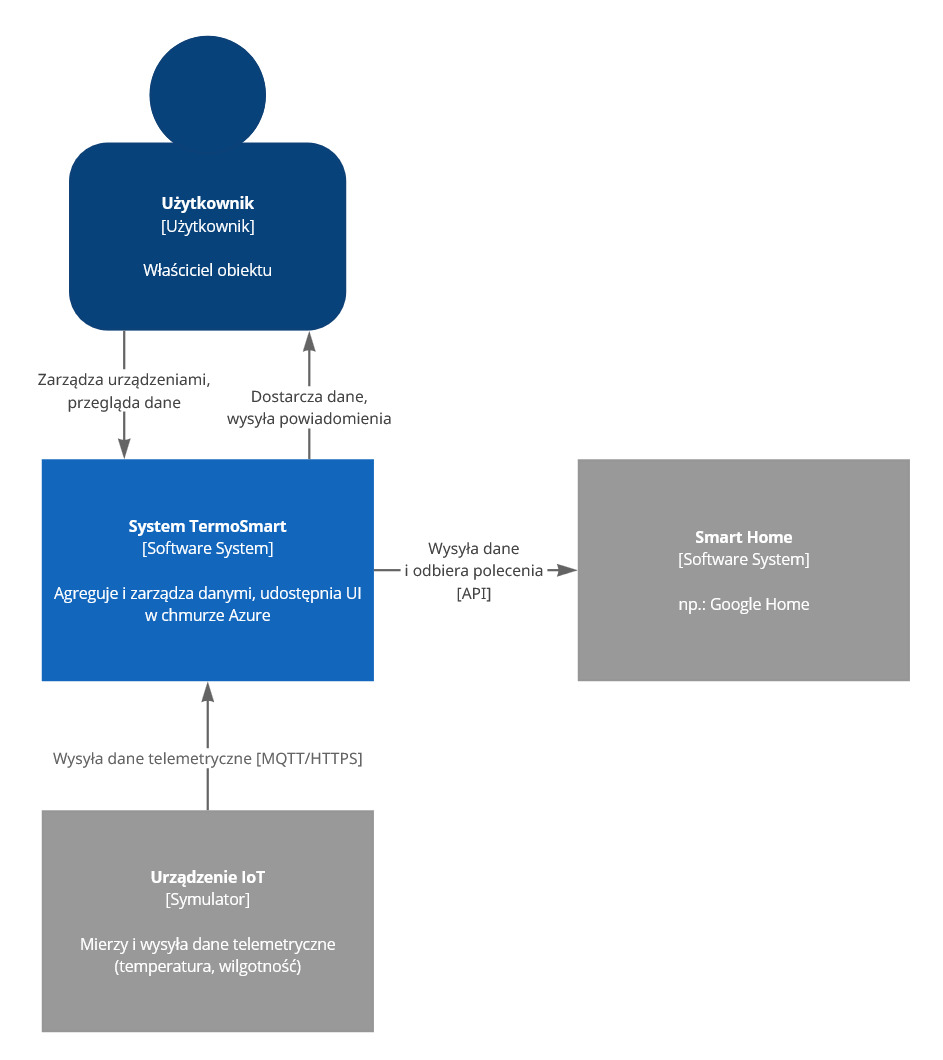 Użytkownik
[Użytkownik]
Właściciel obiektu
Zarządza urządzeniami,
przegląda dane
Dostarcza dane,
wysyła powiadomienia
System TermoSmart
[Software System]
Agreguje i zarządza danymi, udostępnia UI
w chmurze Azure
Wysyła dane
i odbiera polecenia
[API]
Smart Home
[Software System]
np.: Google Home
Wysyła dane telemetryczne [MQTT/HTTPS]
Urządzenie IoT
[Symulator]
Mierzy i wysyła dane telemetryczne
(temperatura, wilgotność)